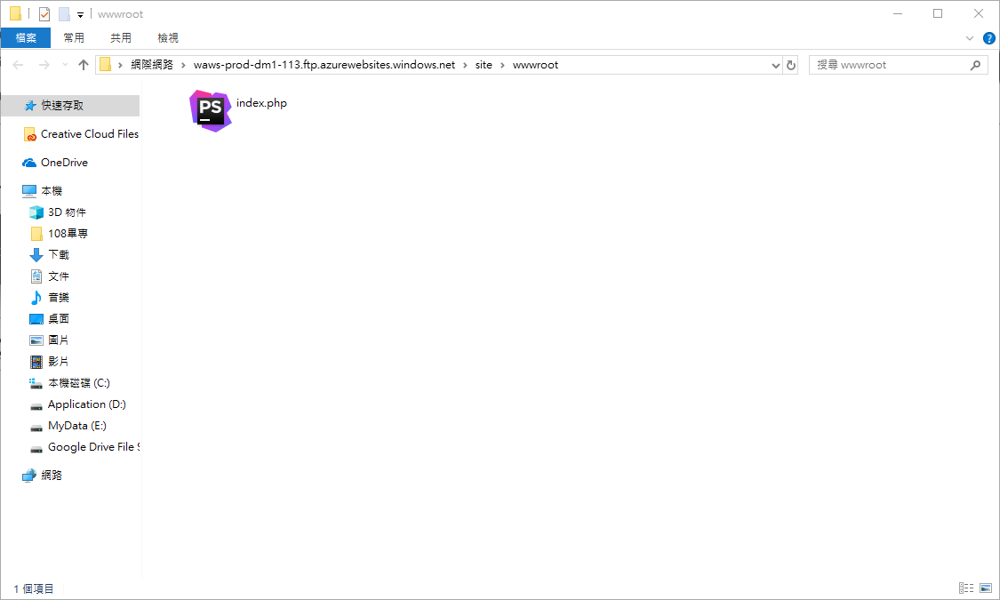 wwwroot
檔案 常用 共用 檢視
網際網路 waws-prod-dm1-113.ftp.azurewebsites.windows.net site wwwroot
搜尋 wwwroot
快速存取
Creative Cloud Files
OneDrive
本機
3D 物件
108畢專
下載
文件
音樂
桌面
圖片
影片
本機磁碟 (C:)
Application (D:)
MyData (E:)
Google Drive File S
網路
PS
index.php
1 個項目